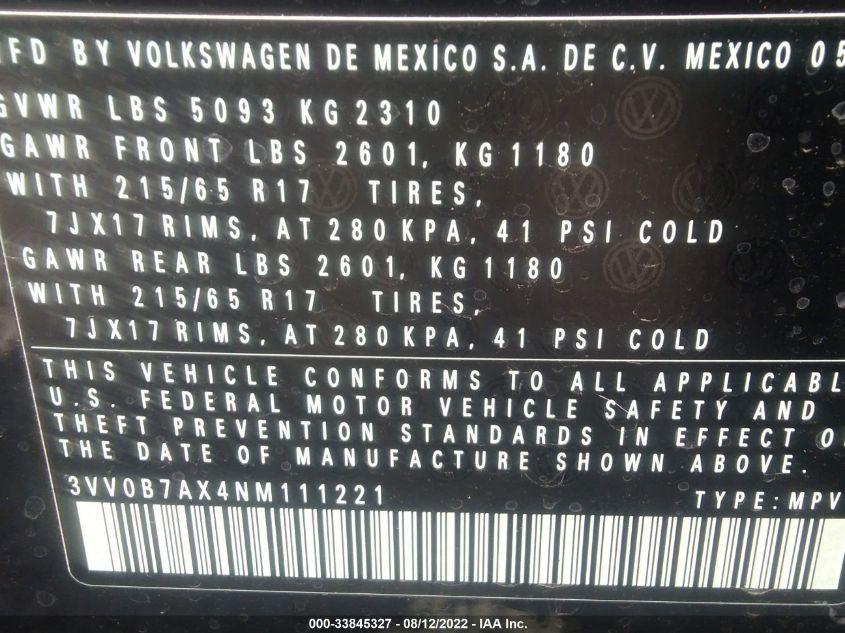 MFD BY VOLKSWAGEN DE MEXICO S.A. DE C.V. MEXICO 05
GVWR LBS 5093 KG 2310
GAWR FRONT LBS 2601, KG 1180
WITH 215/65 R17 TIRES,
7JX17 RIMS, AT 280 KPA, 41 PSI COLD
GAWR REAR LBS 2601, KG 1180
WITH 215/65 R17 TIRES,
7JX17 RIMS, AT 280 KPA, 41 PSI COLD
THIS VEHICLE CONFORMS TO ALL APPLICABL
U.S. FEDERAL MOTOR VEHICLE SAFETY AND
THEFT PREVENTION STANDARDS IN EFFECT O
THE DATE OF MANUFACTURE SHOWN ABOVE.
3VV0B7AX4NM111221 TYPE: MPV
000-33845327 - 08/12/2022 - IAA Inc.